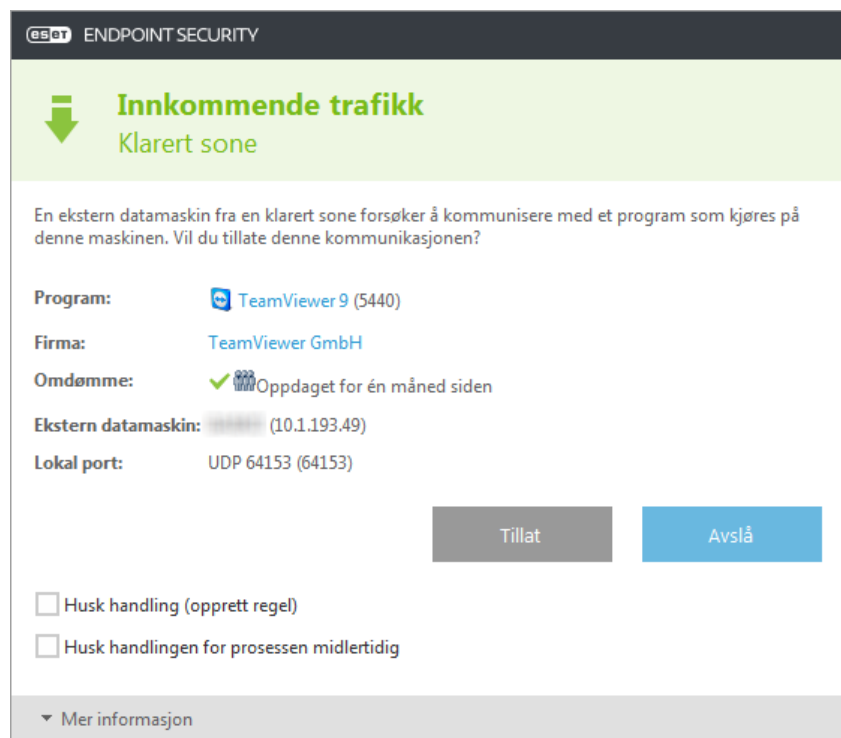 eset ENDPOINT SECURITY
Innkommende trafikk
Klarert sone
En ekstern datamaskin fra en klarert sone forsøker å kommunisere med et program som kjøres på
denne maskinen. Vil du tillate denne kommunikasjonen?
Program: TeamViewer 9 (5440)
Firma: TeamViewer GmbH
Omdømme: Oppdaget for én måned siden
Ekstern datamaskin: (10.1.193.49)
Lokal port: UDP 64153 (64153)
Tillat Avslå
Husk handling (opprett regel)
Husk handlingen for prosessen midlertidig
Mer informasjon